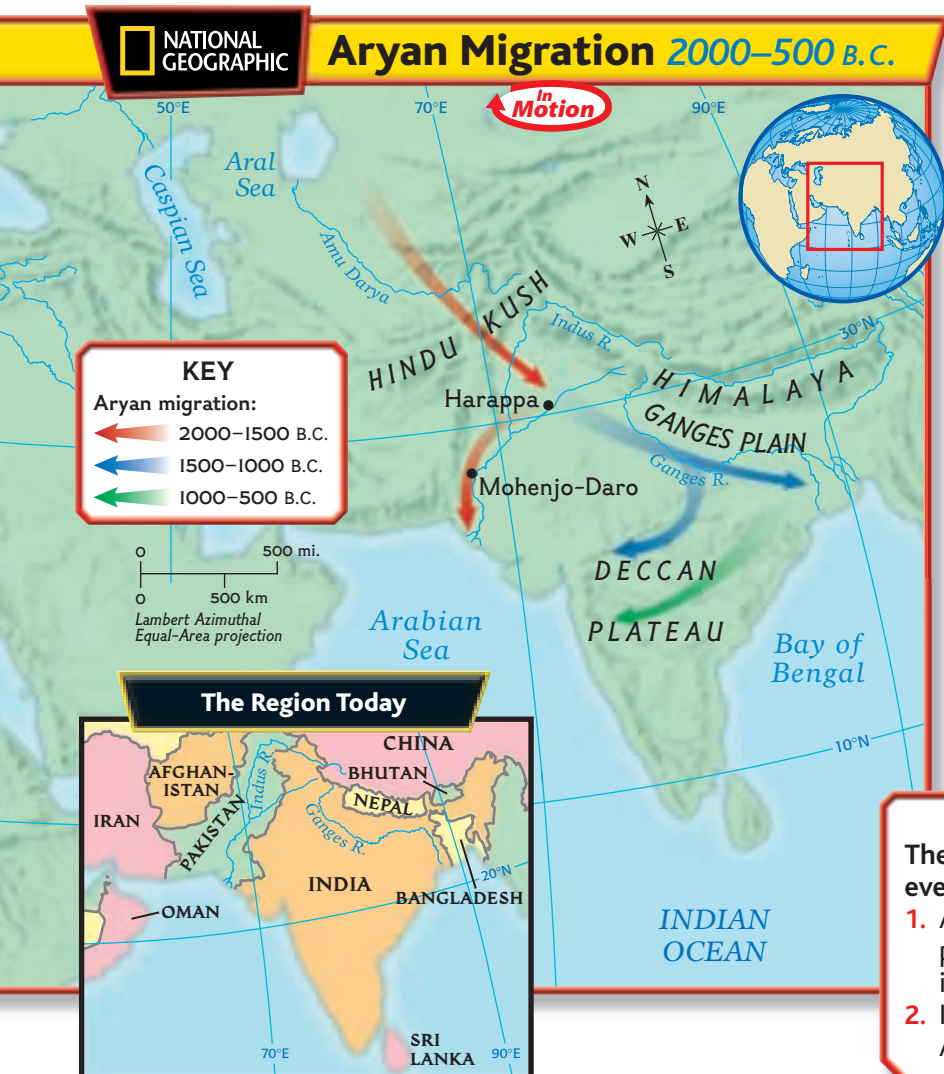 NATIONAL
GEOGRAPHIC
Aryan Migration 2000–500 B.C.
In
Motion
50°E
70°E
90°E
Aral
Sea
Caspian Sea
Amu Darya
N
W
E
S
HINDU KUSH
Indus R.
30°N
HIMALAYA
Harappa
GANGES PLAIN
Ganges R.
Mohenjo-Daro
KEY
Aryan migration:
2000–1500 B.C.
1500–1000 B.C.
1000–500 B.C.
0 500 mi.
0 500 km
Lambert Azimuthal
Equal-Area projection
DECCAN
PLATEAU
Arabian
Sea
Bay of
Bengal
10°N
INDIAN
OCEAN
The Region Today
CHINA
AFGHAN-
ISTAN
BHUTAN
NEPAL
IRAN
PAKISTAN
Indus R.
Ganges R.
INDIA
20°N
BANGLADESH
OMAN
SRI
LANKA
70°E
90°E
The
eve
1. A
p
i
2.
A